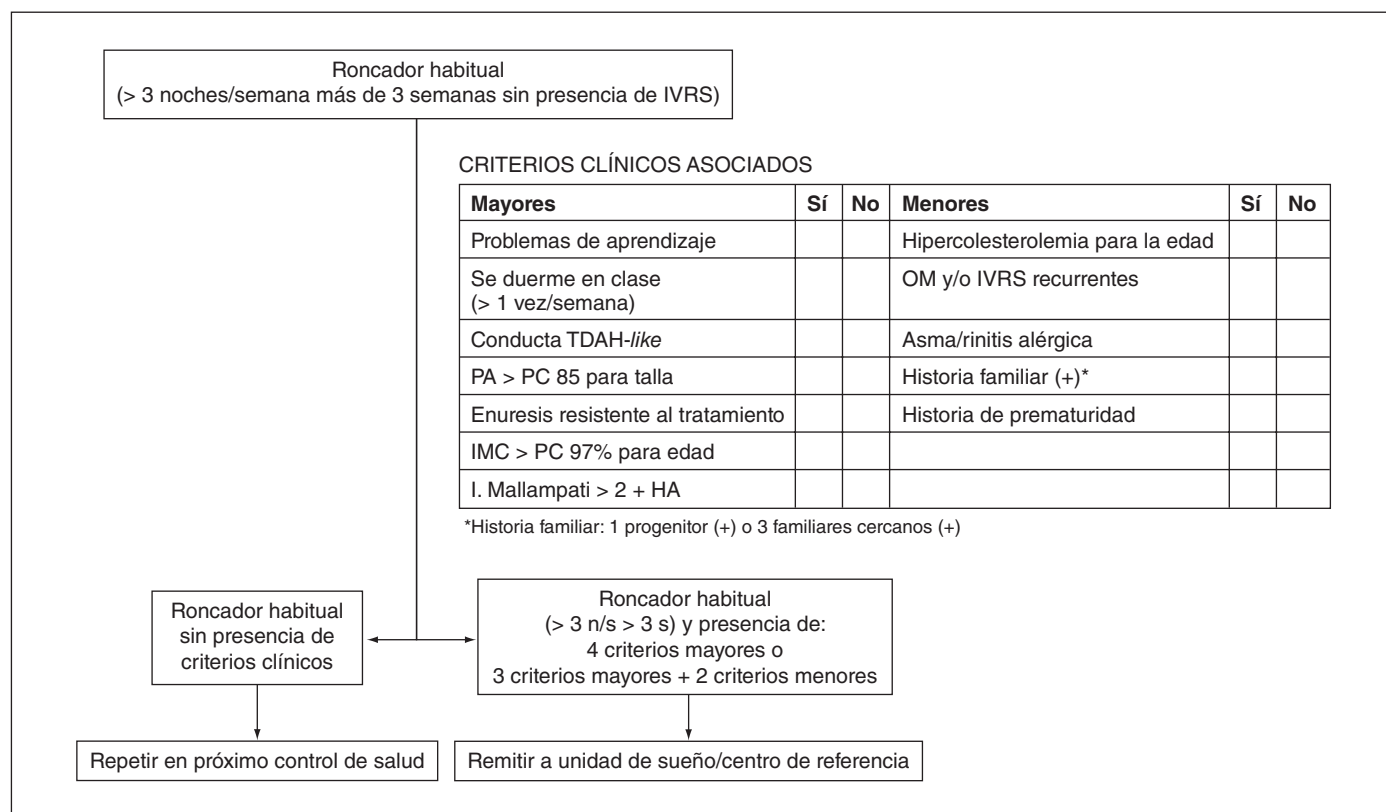 Roncador habitual
(> 3 noches/semana más de 3 semanas sin presencia de IVRS)
CRITERIOS CLÍNICOS ASOCIADOS
Mayores Sí No Menores Sí No
Problemas de aprendizaje Hipercolesterolemia para la edad
Se duerme en clase OM y/o IVRS recurrentes
(> 1 vez/semana)
Conducta TDAH-like Asma/rinitis alérgica
PA > PC 85 para talla Historia familiar (+)*
Enuresis resistente al tratamiento Historia de prematuridad
IMC > PC 97% para edad
I. Mallampati > 2 + HA
*Historia familiar: 1 progenitor (+) o 3 familiares cercanos (+)
Roncador habitual
sin presencia de
criterios clínicos
Roncador habitual
(> 3 n/s > 3 s) y presencia de:
4 criterios mayores o
3 criterios mayores + 2 criterios menores
Repetir en próximo control de salud
Remitir a unidad de sueño/centro de referencia